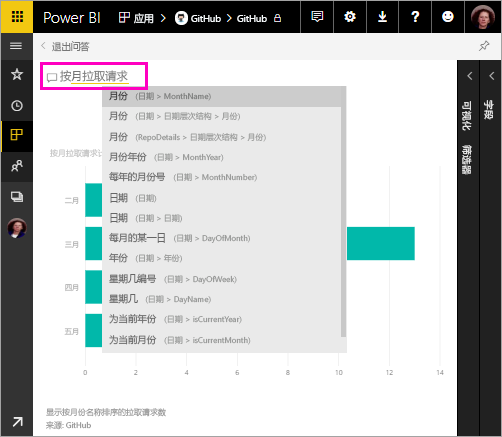 Power BI 应用 > GitHub > GitHub
退出问答
按月拉取请求
月份 (日期 > MonthName)
月份 (日期 > 日期层次结构 > 月份)
月份 (RepoDetails > 日期层次结构 > 月份)
月份年份 (日期 > MonthYear)
每年的月份号 (日期 > MonthNumber)
日期 (日期)
日期 (日期 > 日期)
每月的某一日 (日期 > DayOfMonth)
年份 (日期 > 年份)
星期几编号 (日期 > DayOfWeek)
星期几 (日期 > DayName)
为当前年份 (日期 > isCurrentYear)
为当前月份 (日期 > isCurrentMonth)
按月拉取请求计
二月
三月
四月
五月
0 2 4 6 8 10 12 14
显示按月份名称排序的拉取请求数
来源: GitHub
可视化
筛选器
字段